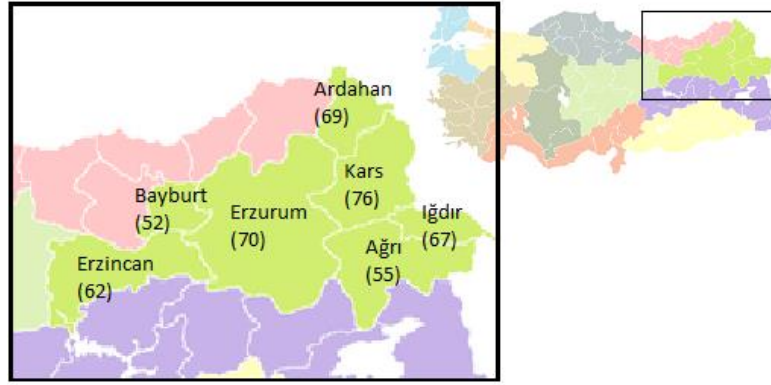 Ardahan
(69)
Kars
(76)
Bayburt
(52)
Erzurum
(70)
Iğdır
(67)
Ağrı
(55)
Erzincan
(62)